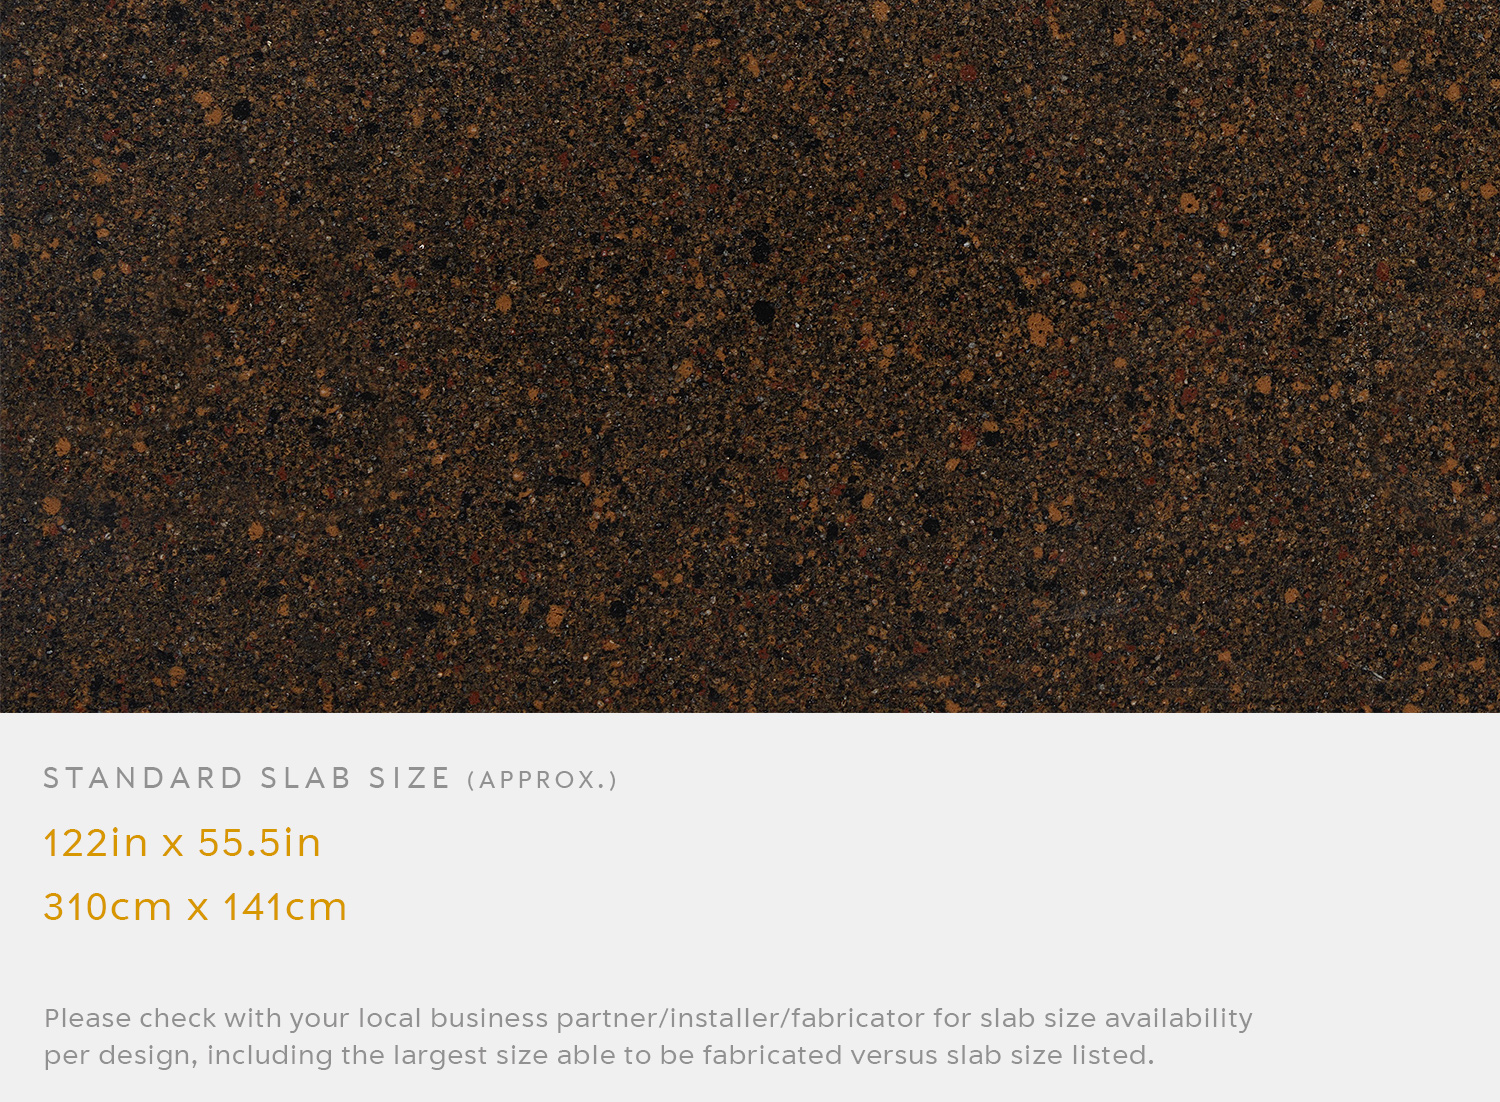 STANDARD SLAB SIZE (APPROX.)
122in x 55.5in
310cm x 141cm
Please check with your local business partner/installer/fabricator for slab size availability
per design, including the largest size able to be fabricated versus slab size listed.